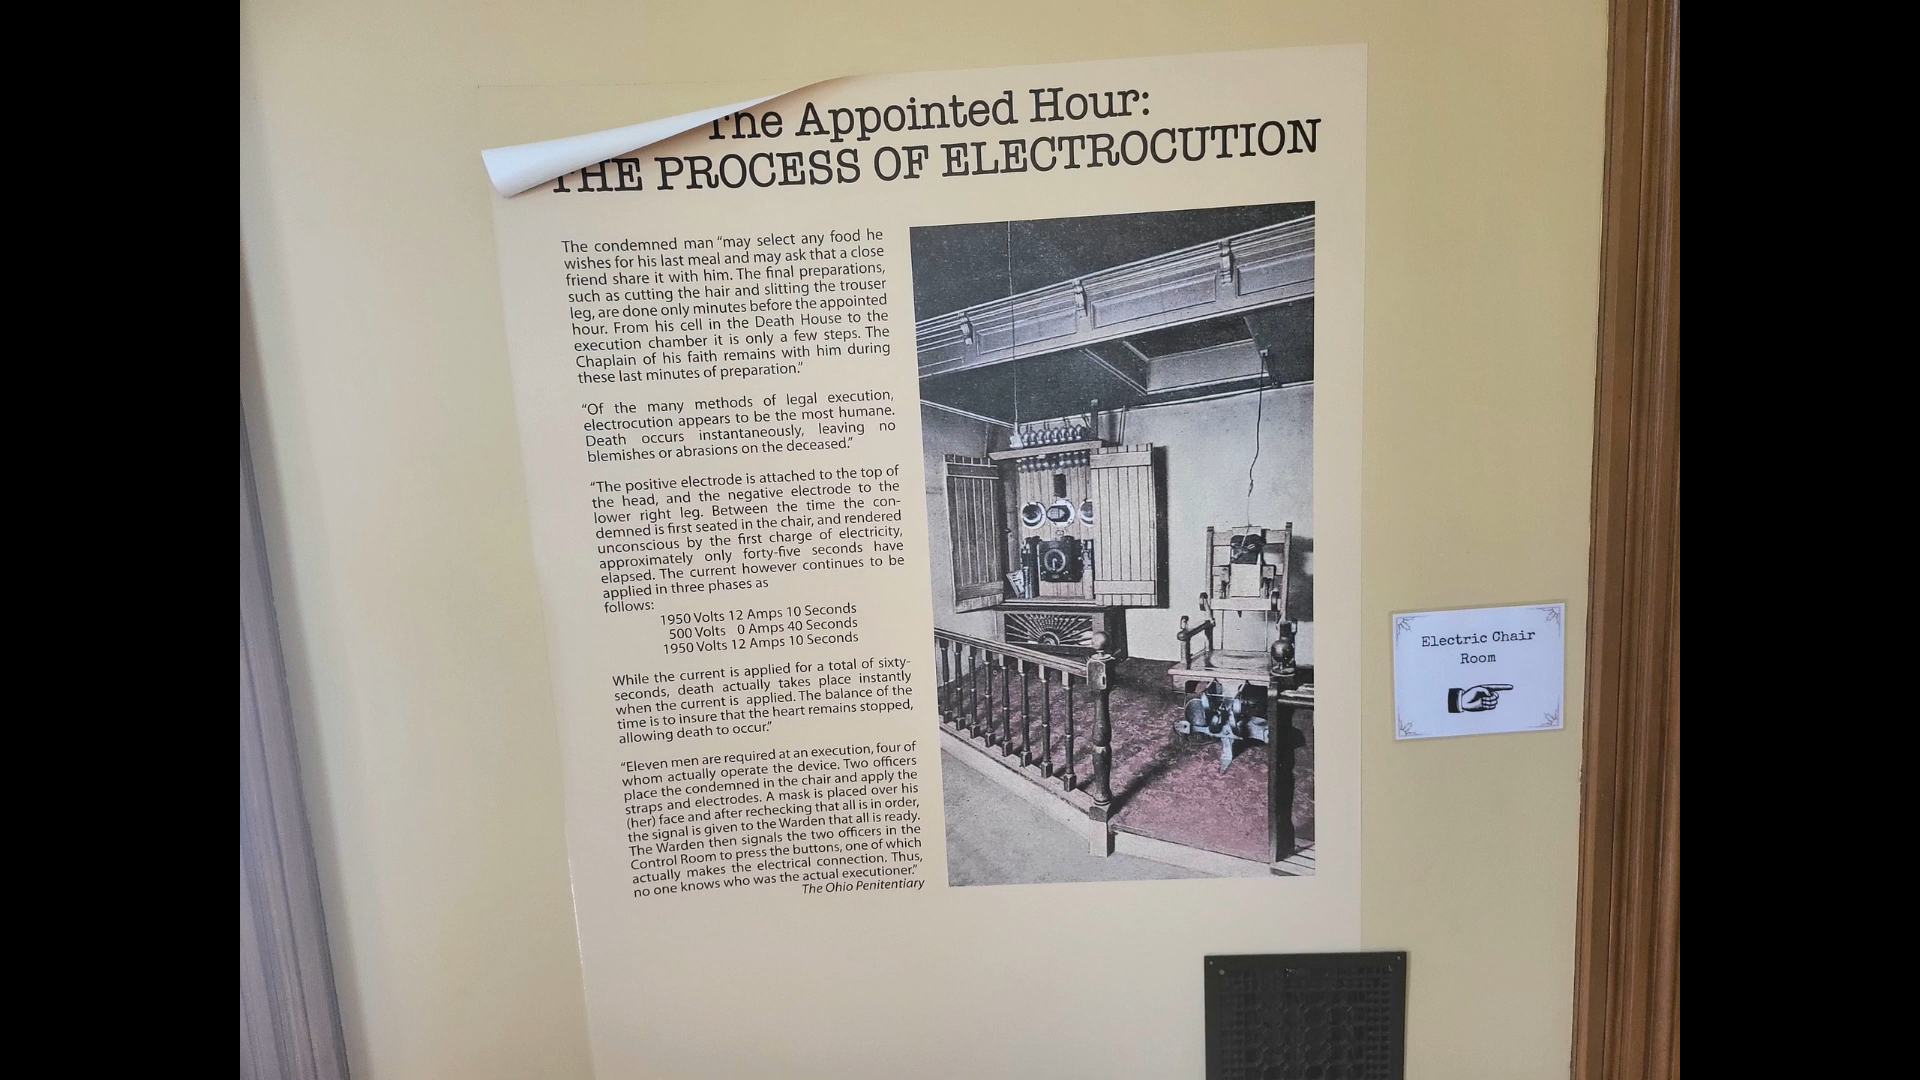 The Appointed Hour:
THE PROCESS OF ELECTROCUTION
The condemned man “may select any food he
wishes for his last meal and may ask that a close
friend share it with him. The final preparations,
such as cutting the hair and slitting the trouser
leg, are done only minutes before the appointed
hour. From his cell in the Death House to the
execution chamber it is only a few steps. The
Chaplain of his faith remains with him during
these last minutes of preparation.”
“Of the many methods of legal execution,
electrocution appears to be the most humane.
Death occurs instantaneously, leaving no
blemishes or abrasions on the deceased.”
“The positive electrode is attached to the top of
the head, and the negative electrode to the
lower right leg. Between the time the con-
demned is first seated in the chair, and rendered
unconscious by the first charge of electricity,
approximately only forty-five seconds have
elapsed. The current however continues to be
applied in three phases as
follows:
1950 Volts 12 Amps 10 Seconds
500 Volts 0 Amps 40 Seconds
1950 Volts 12 Amps 10 Seconds
While the current is applied for a total of sixty-
seconds, death actually takes place instantly
when the current is applied. The balance of the
time is to insure that the heart remains stopped,
allowing death to occur.”
“Eleven men are required at an execution, four of
whom actually operate the device. Two officers
place the condemned in the chair and apply the
straps and electrodes. A mask is placed over his
(her) face and after rechecking that all is in order,
the signal is given to the Warden that all is ready.
The Warden then signals the two officers in the
Control Room to press the buttons, one of which
actually makes the electrical connection. Thus,
no one knows who was the actual executioner.”
The Ohio Penitentiary
Electric Chair
Room